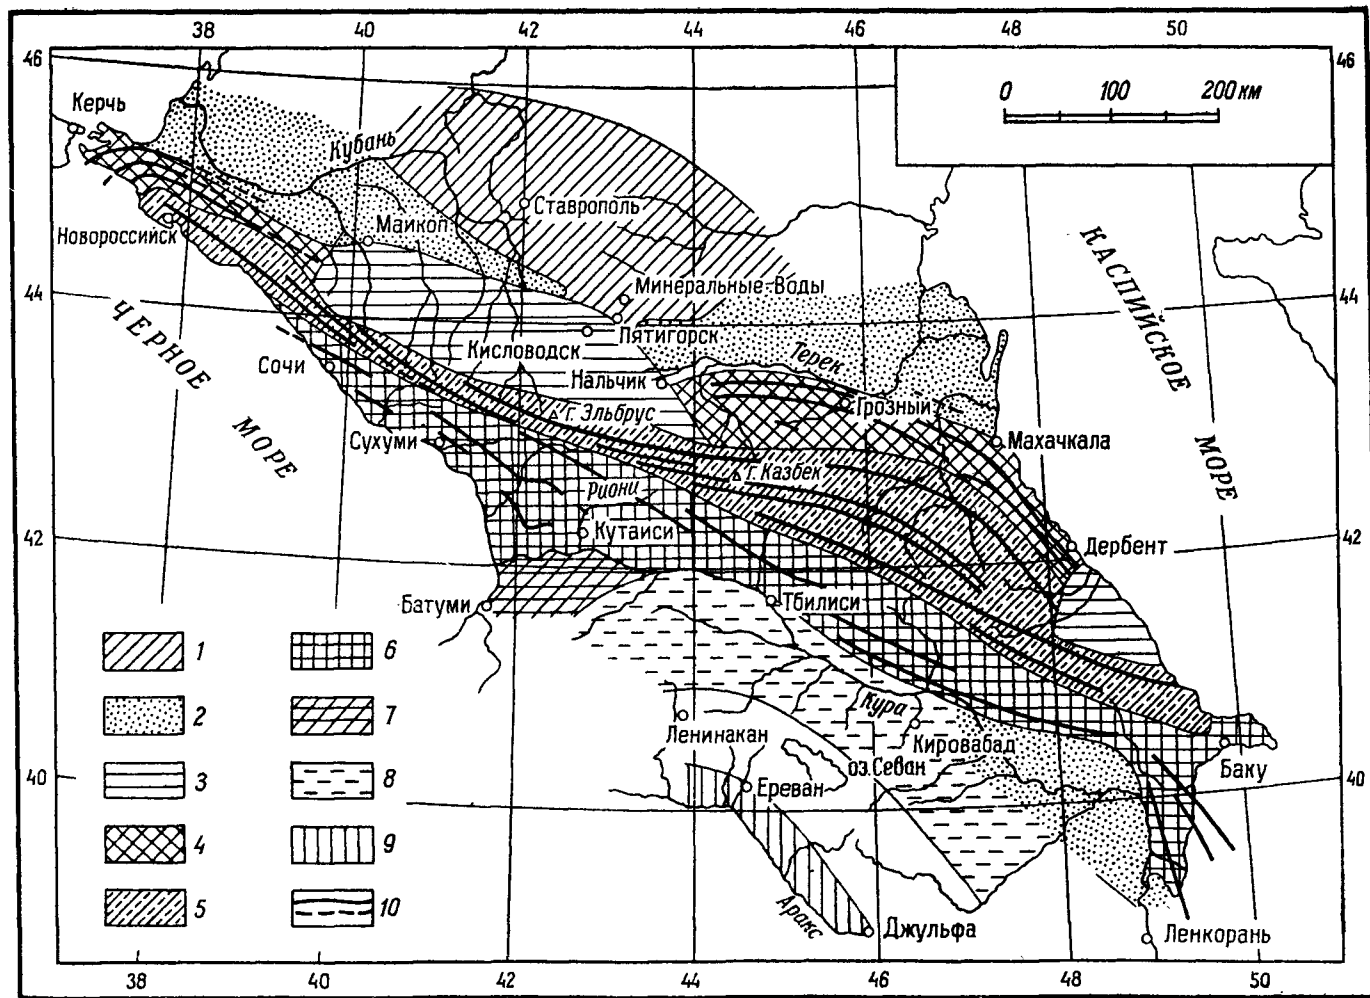 38 40 42 44 46 48 50
46 46
0 100 200 км
Керчь
Кубань
Ставрополь
Майкоп
Новороссийск
КАСПИЙСКОЕ
МОРЕ
44 44
Минеральные Воды
ЧЕРНОЕ
МОРЕ
Пятигорск
Кисловодск
Терек
Сочи
Нальчик
г. Эльбрус
Грозный
Сухуми
Махачкала
г. Казбек
Риони
42 42
Кутаиси
Дербент
Батуми
Тбилиси
1 6
2 7
3 8
4 9
5 10
Кура
Ленинакан
Кировабад
оз. Севан
Баку
40 40
Ереван
Аракс
Джульфа
Ленкорань
38 40 42 44 46 48 50